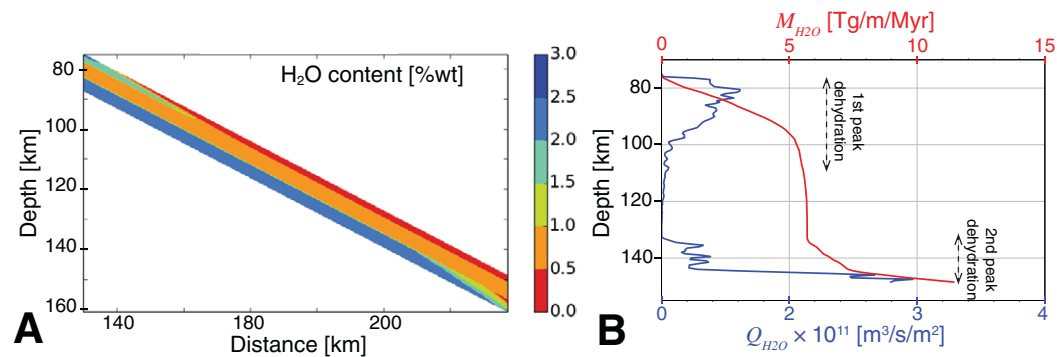 H₂O content [%wt]
80
100
120
140
160
Depth [km]
140
160
180
200
220
Distance [km]
3.0
2.5
2.0
1.5
1.0
0.5
0.0
A
M_H2O [Tg/m/Myr]
0
5
10
15
80
100
120
140
Depth [km]
1st peak
dehydration
2nd peak
dehydration
0
2
3
4
Q_H2O × 10¹¹ [m³/s/m²]
B